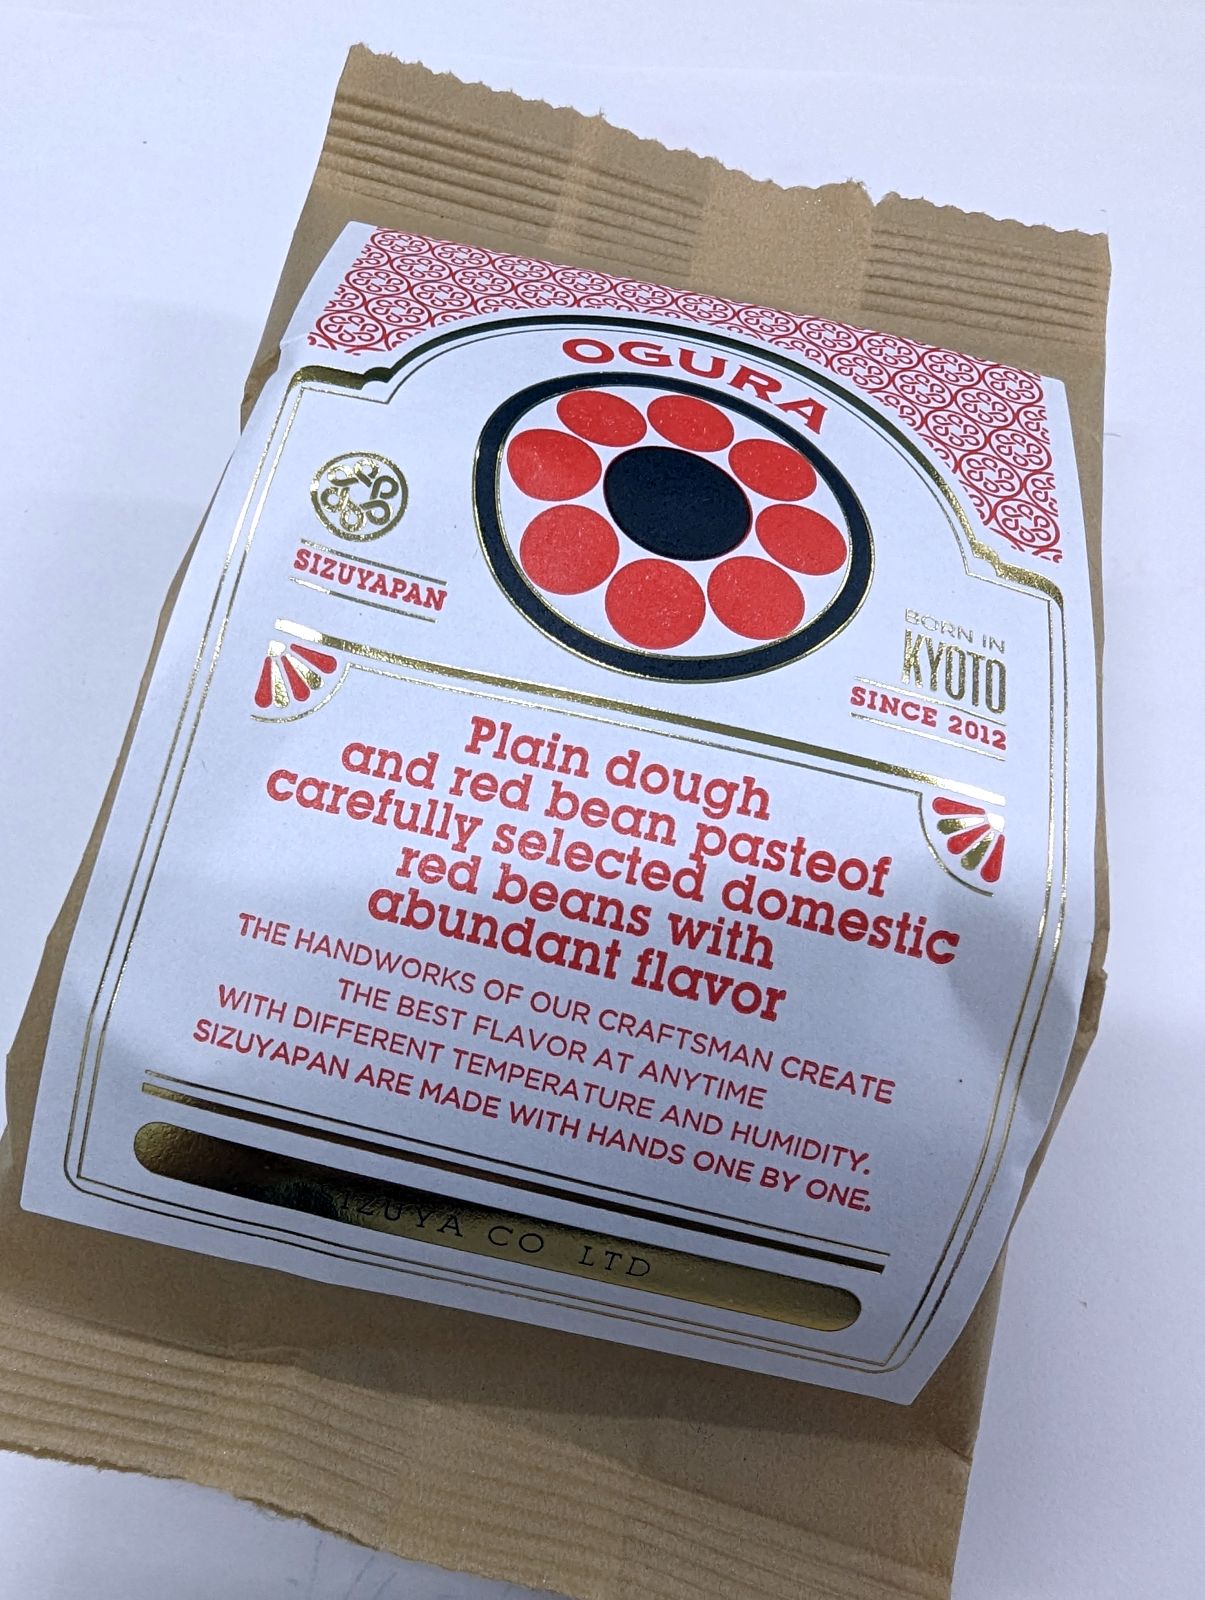 OGURA
SIZUYAPAN
BORN IN
KYOTO
SINCE 2012
Plain dough
and red bean pasteof
carefully selected domestic
red beans with
abundant flavor
THE HANDWORKS OF OUR CRAFTSMAN CREATE
THE BEST FLAVOR AT ANYTIME
WITH DIFFERENT TEMPERATURE AND HUMIDITY.
SIZUYAPAN ARE MADE WITH HANDS ONE BY ONE.
SIZUYA CO LTD